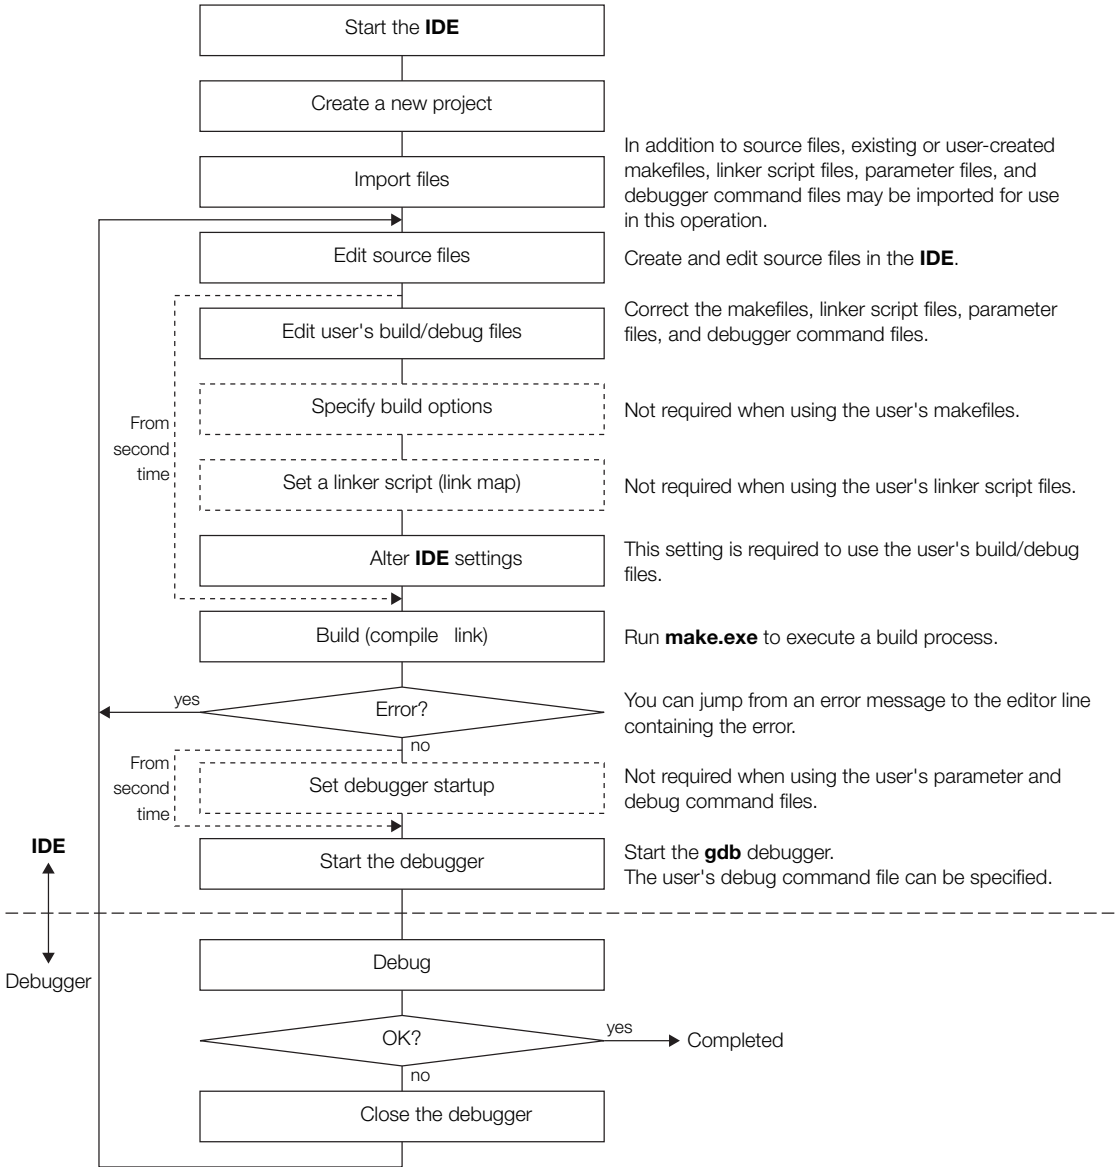 Start the IDE
Create a new project
Import files
In addition to source files, existing or user-created
makefiles, linker script files, parameter files, and
debugger command files may be imported for use
in this operation.
Edit source files
Create and edit source files in the IDE.
Edit user's build/debug files
Correct the makefiles, linker script files, parameter
files, and debugger command files.
From
second
time
Specify build options
Not required when using the user's makefiles.
Set a linker script (link map)
Not required when using the user's linker script files.
Alter IDE settings
This setting is required to use the user's build/debug
files.
Build (compile link)
Run make.exe to execute a build process.
yes
Error?
no
You can jump from an error message to the editor line
containing the error.
From
second
time
Set debugger startup
Not required when using the user's parameter and
debug command files.
IDE
Start the debugger
Start the gdb debugger.
The user's debug command file can be specified.
Debugger
Debug
OK?
yes
Completed
no
Close the debugger